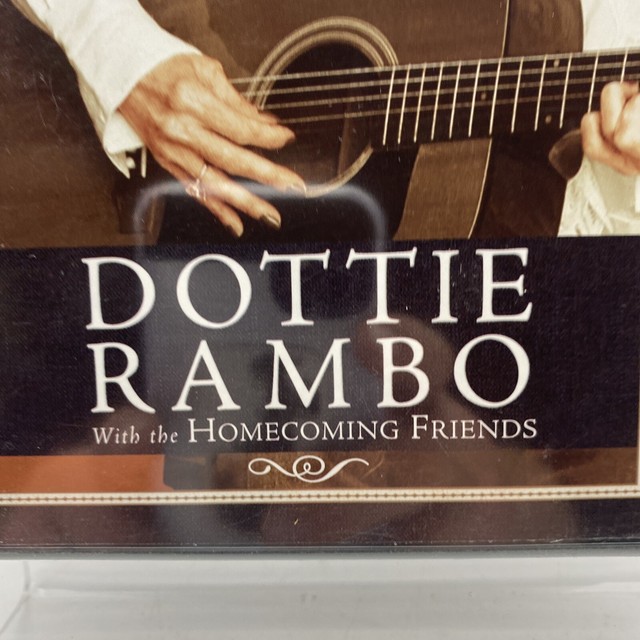 DOTTIE
RAMBO
With the HOMECOMING FRIENDS